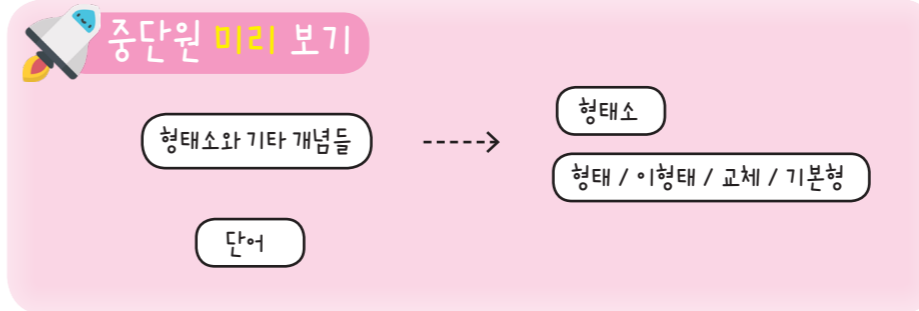 중단원 미리 보기
형태소와 기타 개념들
형태소
형태 / 이형태 / 교체 / 기본형
단어